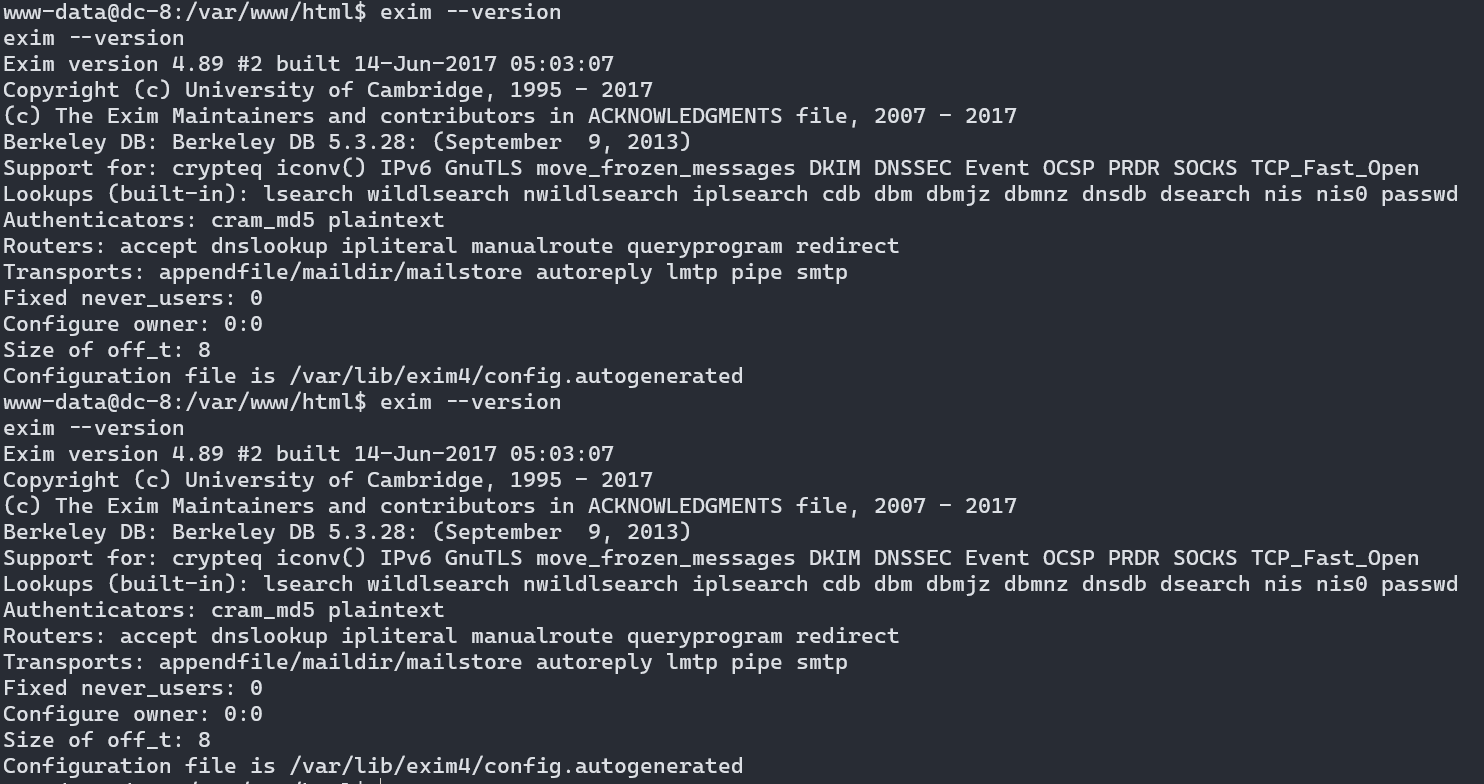 www-data@dc-8:/var/www/html$ exim --version
exim --version
Exim version 4.89 #2 built 14-Jun-2017 05:03:07
Copyright (c) University of Cambridge, 1995 - 2017
(c) The Exim Maintainers and contributors in ACKNOWLEDGMENTS file, 2007 - 2017
Berkeley DB: Berkeley DB 5.3.28: (September  9, 2013)
Support for: crypteq iconv() IPv6 GnuTLS move_frozen_messages DKIM DNSSEC Event OCSP PRDR SOCKS TCP_Fast_Open
Lookups (built-in): lsearch wildlsearch nwildlsearch iplsearch cdb dbm dbmjz dbmnz dnsdb dsearch nis nis0 passwd
Authenticators: cram_md5 plaintext
Routers: accept dnslookup ipliteral manualroute queryprogram redirect
Transports: appendfile/maildir/mailstore autoreply lmtp pipe smtp
Fixed never_users: 0
Configure owner: 0:0
Size of off_t: 8
Configuration file is /var/lib/exim4/config.autogenerated
www-data@dc-8:/var/www/html$ exim --version
exim --version
Exim version 4.89 #2 built 14-Jun-2017 05:03:07
Copyright (c) University of Cambridge, 1995 - 2017
(c) The Exim Maintainers and contributors in ACKNOWLEDGMENTS file, 2007 - 2017
Berkeley DB: Berkeley DB 5.3.28: (September  9, 2013)
Support for: crypteq iconv() IPv6 GnuTLS move_frozen_messages DKIM DNSSEC Event OCSP PRDR SOCKS TCP_Fast_Open
Lookups (built-in): lsearch wildlsearch nwildlsearch iplsearch cdb dbm dbmjz dbmnz dnsdb dsearch nis nis0 passwd
Authenticators: cram_md5 plaintext
Routers: accept dnslookup ipliteral manualroute queryprogram redirect
Transports: appendfile/maildir/mailstore autoreply lmtp pipe smtp
Fixed never_users: 0
Configure owner: 0:0
Size of off_t: 8
Configuration file is /var/lib/exim4/config.autogenerated